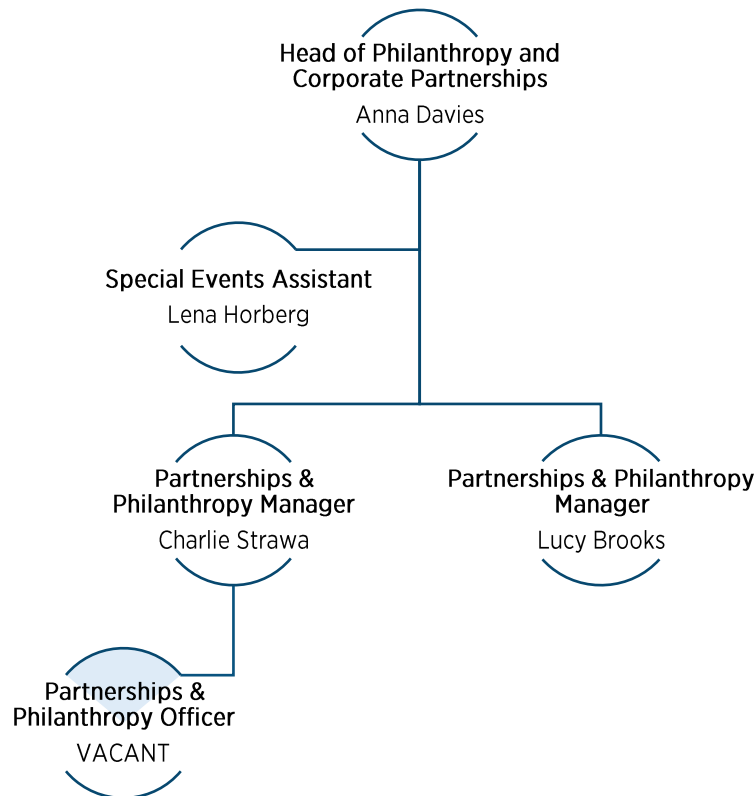 Head of Philanthropy and
Corporate Partnerships
Anna Davies
Special Events Assistant
Lena Horberg
Partnerships &
Philanthropy Manager
Charlie Strawa
Partnerships & Philanthropy
Manager
Lucy Brooks
Partnerships &
Philanthropy Officer
VACANT